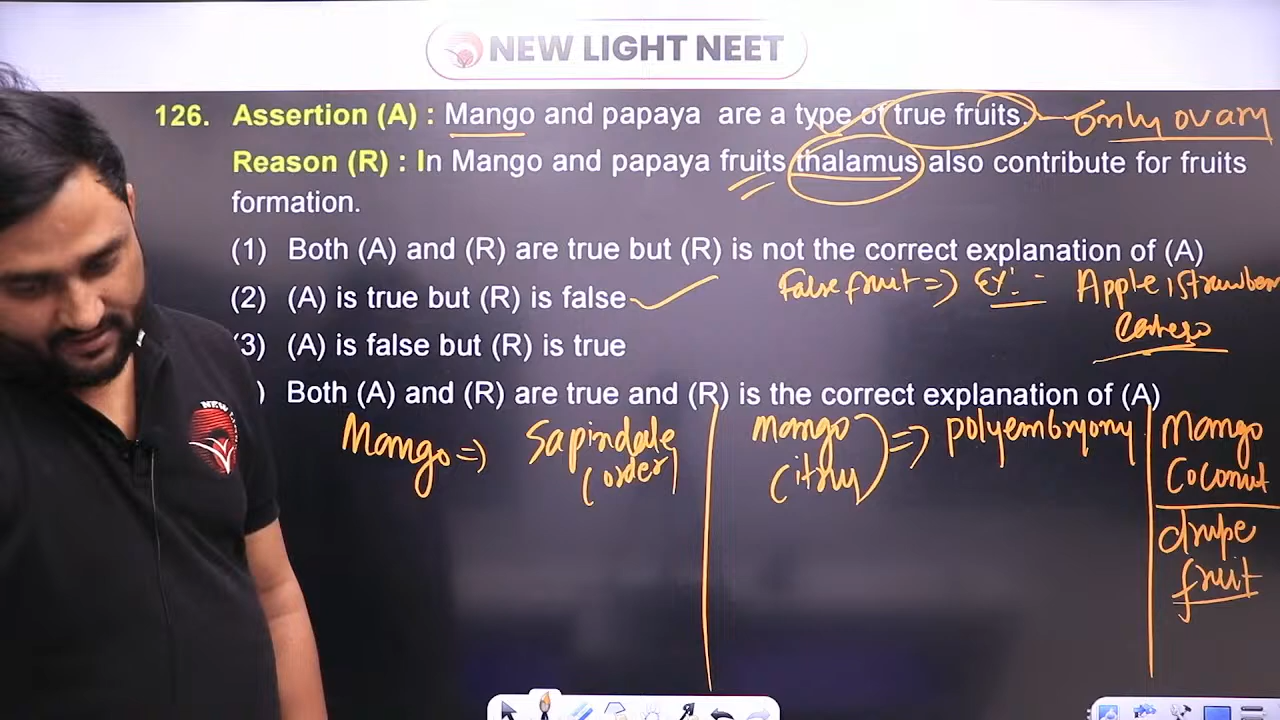 NEW LIGHT NEET
126. Assertion (A) : Mango and papaya are a type of true fruits. only ovary
Reason (R) : In Mango and papaya fruits thalamus also contribute for fruits
formation.
(1) Both (A) and (R) are true but (R) is not the correct explanation of (A)
False fruit => Ex: - Apple, Strawber
(2) (A) is true but (R) is false
3) (A) is false but (R) is true
) Both (A) and (R) are true and (R) is the correct explanation of (A)
Mango => Sapindale
(order)
Mango
Citru
=> polyembryony
Mango
Coconut
drupe
fruit